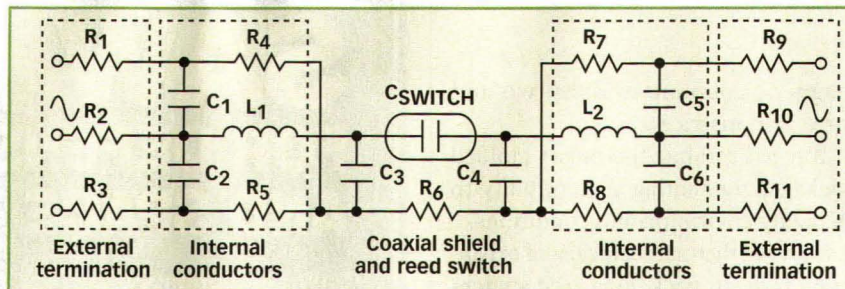 R1 R4 R7 R9
CSWITCH
C1 L1 L2 C5
R2 R10
C2 C3 C4 C6
R3 R5 R6 R8 R11
External termination
Internal conductors
Coaxial shield and reed switch
Internal conductors
External termination